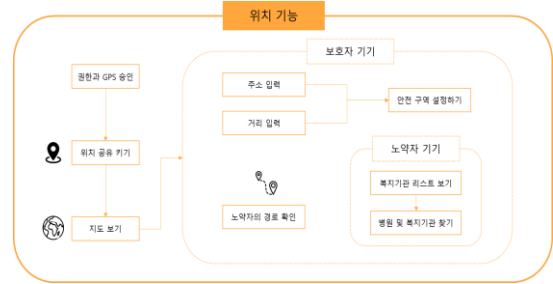 위치 기능
보호자 기기
권한과 GPS 승인
주소 입력
안전 구역 설정하기
거리 입력
위치 공유 키기
노약자 기기
복지기관 리스트 보기
노약자의 경로 확인
지도 보기
병원 및 복지기관 찾기